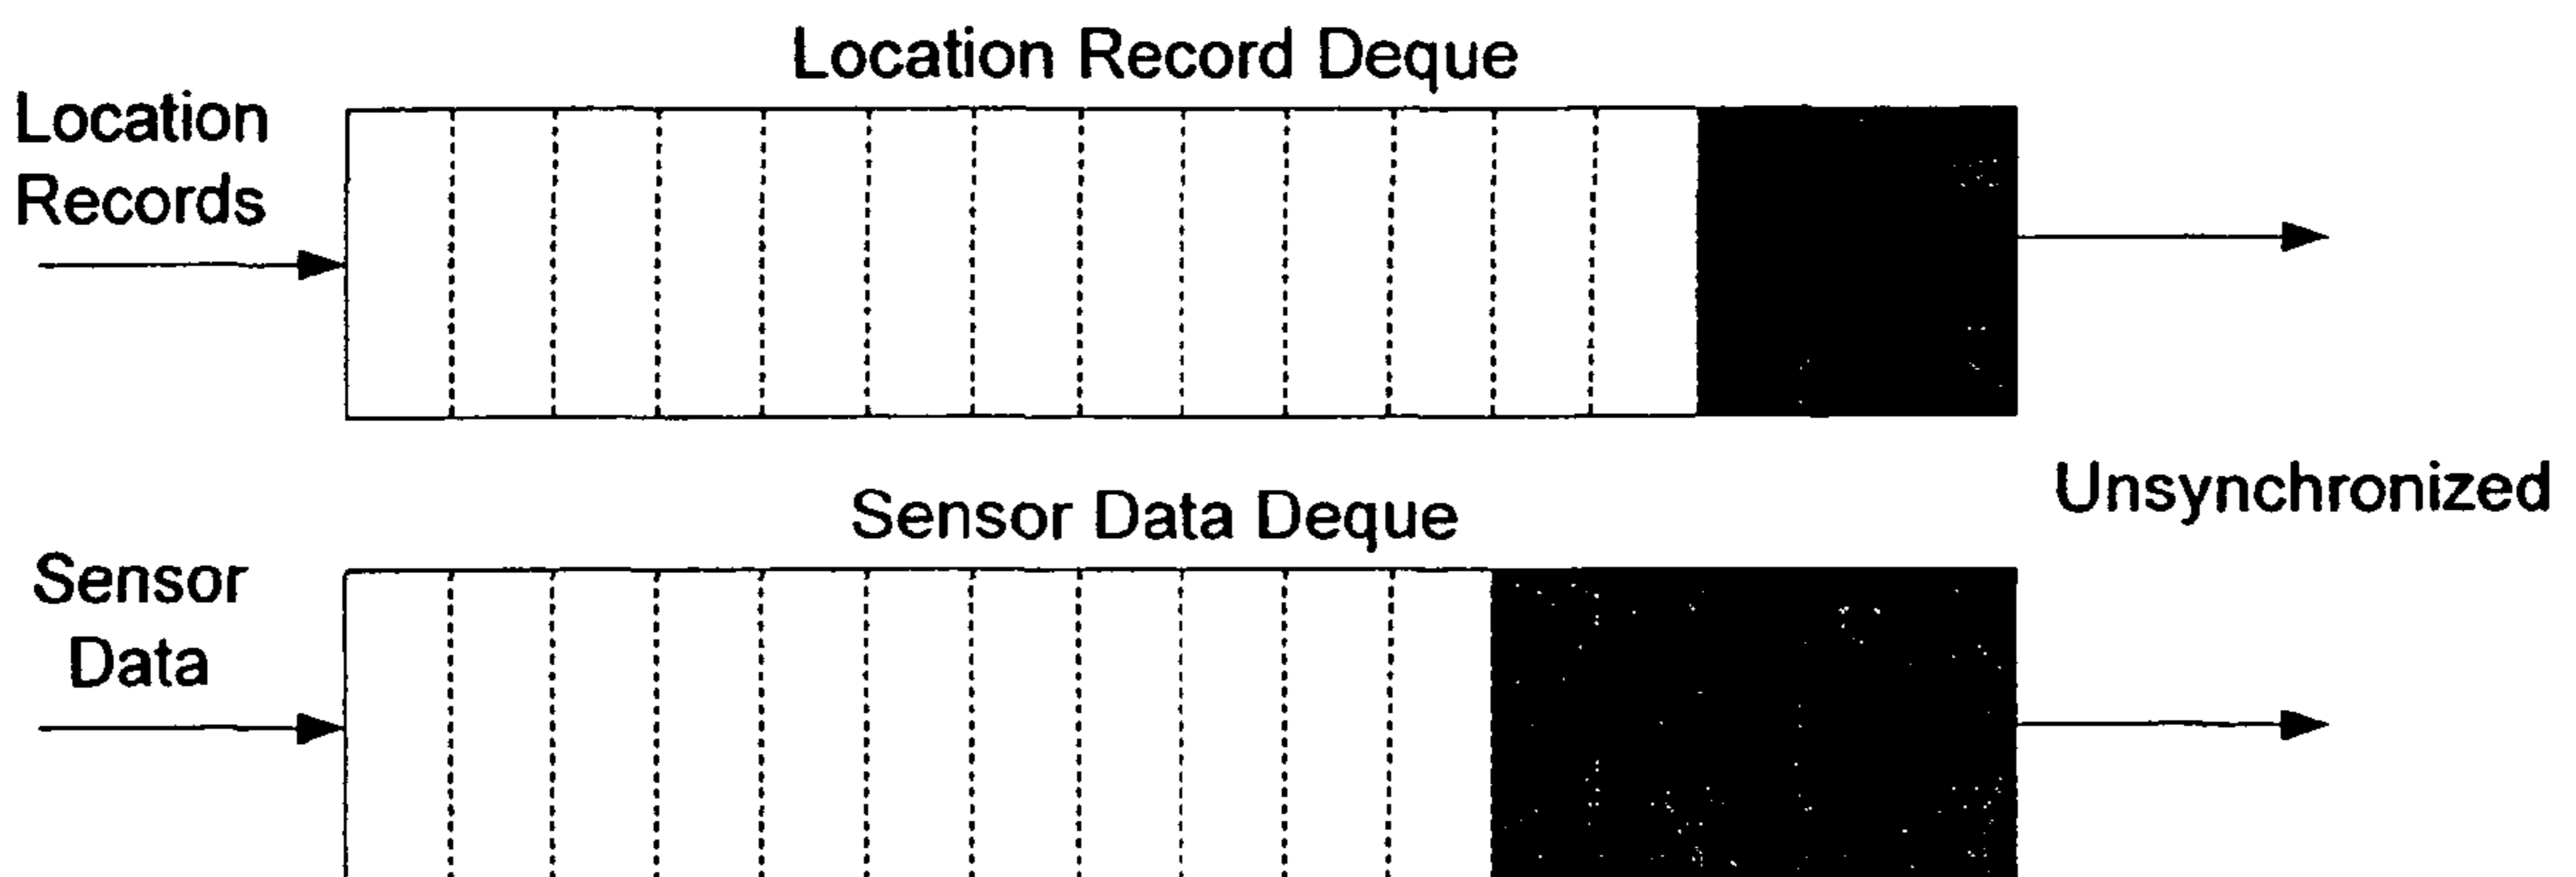 Location Record Deque
Location
Records
Unsynchronized
Sensor Data Deque
Sensor
Data